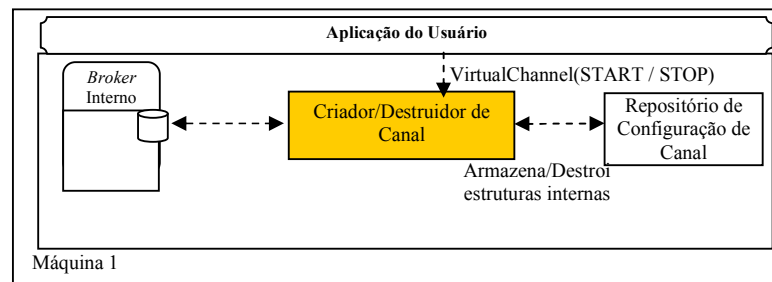 Aplicação do Usuário
VirtualChannel(START / STOP)
Broker
Interno
Criador/Destruidor de
Canal
Repositório de
Configuração de
Canal
Armazena/Destroi
estruturas internas
Máquina 1